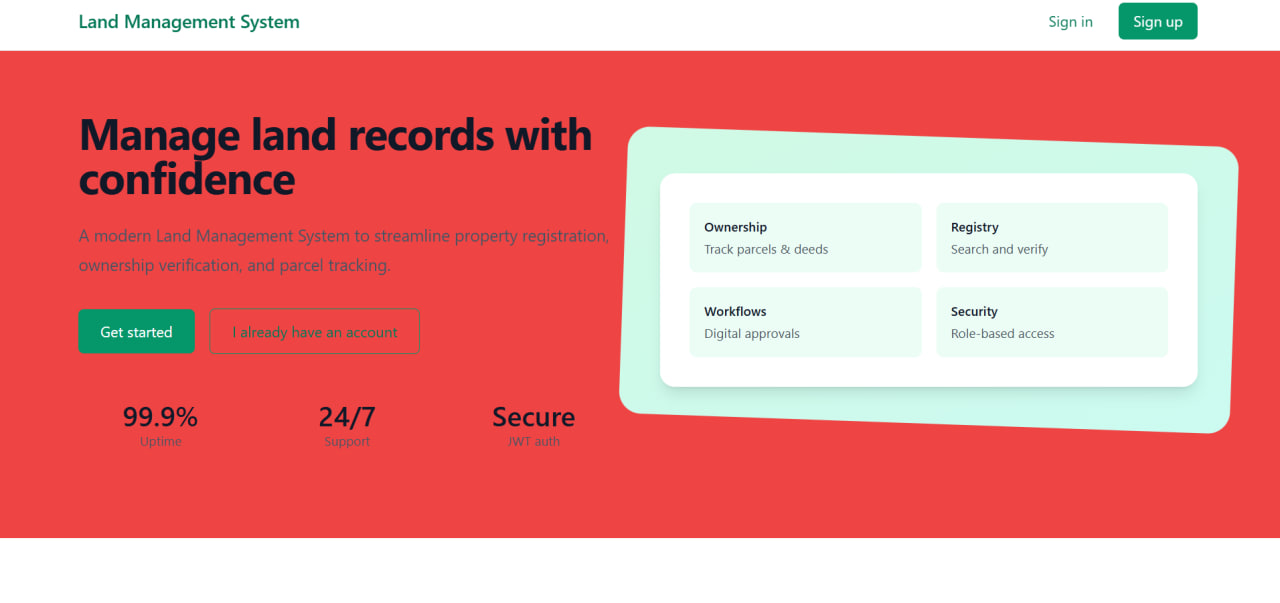 Land Management System
Sign in
Sign up
Manage land records with
confidence
A modern Land Management System to streamline property registration,
ownership verification, and parcel tracking.
Get started
I already have an account
99.9%
Uptime
24/7
Support
Secure
JWT auth
Ownership
Track parcels & deeds
Registry
Search and verify
Workflows
Digital approvals
Security
Role-based access